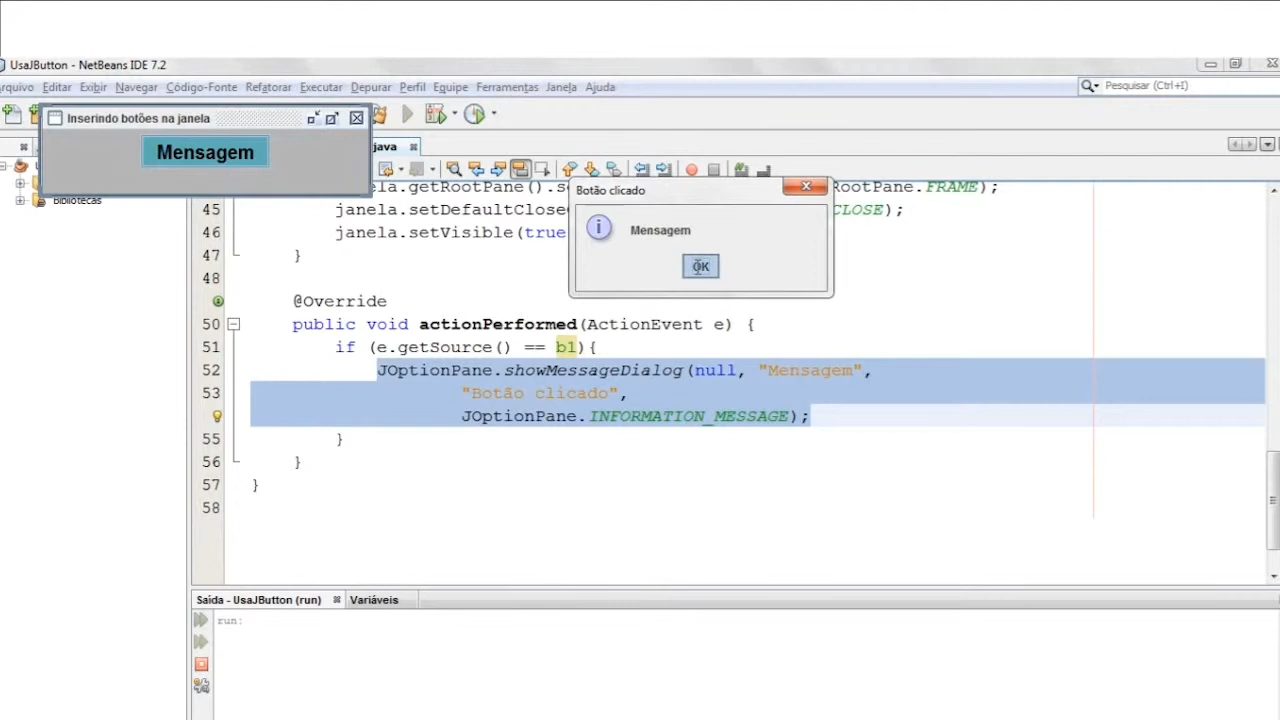 UsaJButton - NetBeans IDE 7.2
rquivo Editar Exibir Navegar Código-Fonte Refatorar Executar Depurar Perfil Equipe Ferramentas Janela Ajuda
Pesquisar (Ctrl+I)
Inserindo botões na janela
Mensagem
java
Bibliotecas
janela.getRootPane().s
RootPane.FRAME);
45 janela.setDefaultClose
CLOSE);
46 janela.setVisible(true
47 }
48
Botão clicado
Mensagem
OK
@Override
50 public void actionPerformed(ActionEvent e) {
51 if (e.getSource() == b1){
52 JOptionPane.showMessageDialog(null, "Mensagem",
53 "Botão clicado",
JOptionPane.INFORMATION_MESSAGE);
55 }
56 }
57 }
58
Saída - UsaJButton (run)
Variáveis
run: